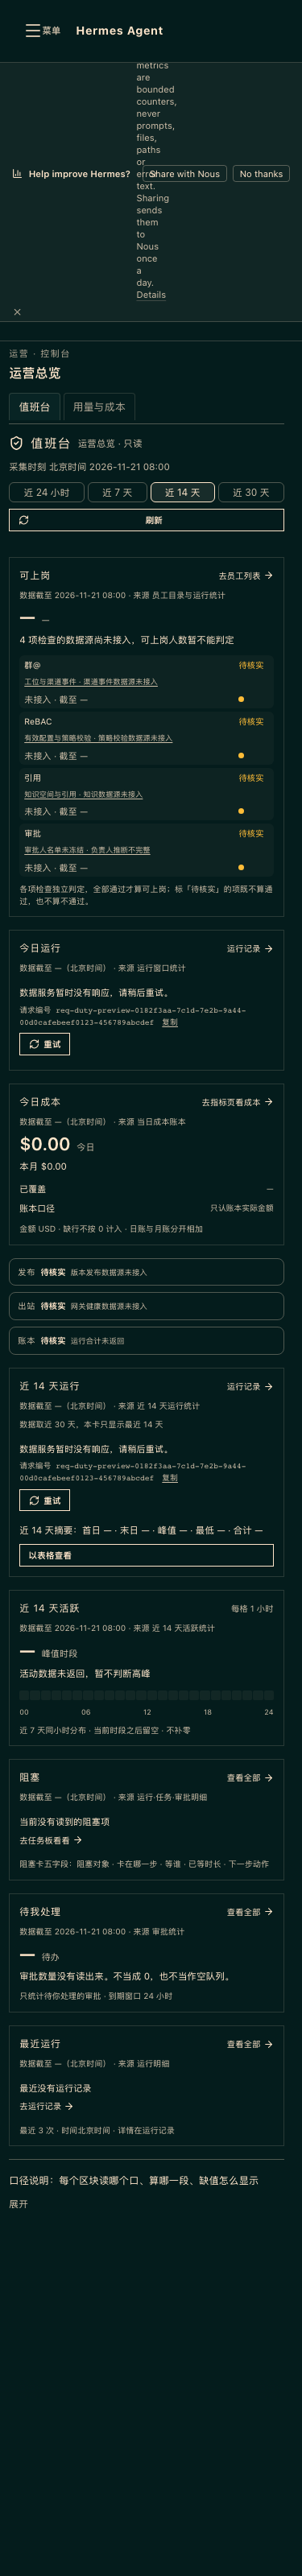 菜单 Hermes Agent
metrics
are
bounded
counters,
never
prompts,
files,
paths
or
Help improve Hermes? error Share with Nous No thanks
text.
Sharing
sends
them
to
Nous
once
a
day.
Details
运营 · 控制台
运营总览
值班台 用量与成本
值班台 运营总览 · 只读
采集时刻 北京时间 2026-11-21 08:00
近 24 小时 近 7 天 近 14 天 近 30 天
刷新
可上岗 去员工列表 →
数据截至 2026-11-21 08:00 · 来源 员工目录与运行统计
— —
4 项检查的数据源尚未接入，可上岗人数暂不能判定
群@ 待核实
工位与渠道事件 · 渠道事件数据源未接入
未接入 · 截至 —
ReBAC 待核实
有效配置与策略校验 · 策略校验数据源未接入
未接入 · 截至 —
引用 待核实
知识空间与引用 · 知识数据源未接入
未接入 · 截至 —
审批 待核实
审批人名单未冻结 · 负责人推断不完整
未接入 · 截至 —
各项检查独立判定，全部通过才算可上岗；标「待核实」的项既不算通
过，也不算不通过。
今日运行 运行记录 →
数据截至 —（北京时间） · 来源 运行窗口统计
数据服务暂时没有响应，请稍后重试。
请求编号 req-duty-preview-0182f3aa-7c1d-7e2b-9a44-
00d0cafebeef0123-456789abcdef 复制
重试
今日成本 去指标页看成本 →
数据截至 —（北京时间） · 来源 当日成本账本
$0.00 今日
本月 $0.00
已覆盖 —
账本口径 只认账本实际金额
金额 USD · 缺行不按 0 计入 · 日账与月账分开相加
发布 待核实 版本发布数据源未接入
出站 待核实 网关健康数据源未接入
账本 待核实 运行合计未返回
近 14 天运行 运行记录 →
数据截至 —（北京时间） · 来源 近 14 天运行统计
数据取近 30 天，本卡只显示最近 14 天
数据服务暂时没有响应，请稍后重试。
请求编号 req-duty-preview-0182f3aa-7c1d-7e2b-9a44-
00d0cafebeef0123-456789abcdef 复制
重试
近 14 天摘要：首日 — · 末日 — · 峰值 — · 最低 — · 合计 —
以表格查看
近 14 天活跃 每格 1 小时
数据截至 2026-11-21 08:00 · 来源 近 14 天活跃统计
— 峰值时段
活动数据未返回，暂不判断高峰
00 06 12 18 24
近 7 天同小时分布 · 当前时段之后留空 · 不补零
阻塞 查看全部 →
数据截至 —（北京时间） · 来源 运行·任务·审批明细
当前没有读到的阻塞项
去任务板看看 →
阻塞卡五字段：阻塞对象 · 卡在哪一步 · 等谁 · 已等时长 · 下一步动作
待我处理 查看全部 →
数据截至 2026-11-21 08:00 · 来源 审批统计
— 待办
审批数量没有读出来。不当成 0，也不当作空队列。
只统计待你处理的审批 · 到期窗口 24 小时
最近运行 查看全部 →
数据截至 —（北京时间） · 来源 运行明细
最近没有运行记录
去运行记录 →
最近 3 次 · 时间北京时间 · 详情在运行记录
口径说明：每个区块读哪个口、算哪一段、缺值怎么显示
展开